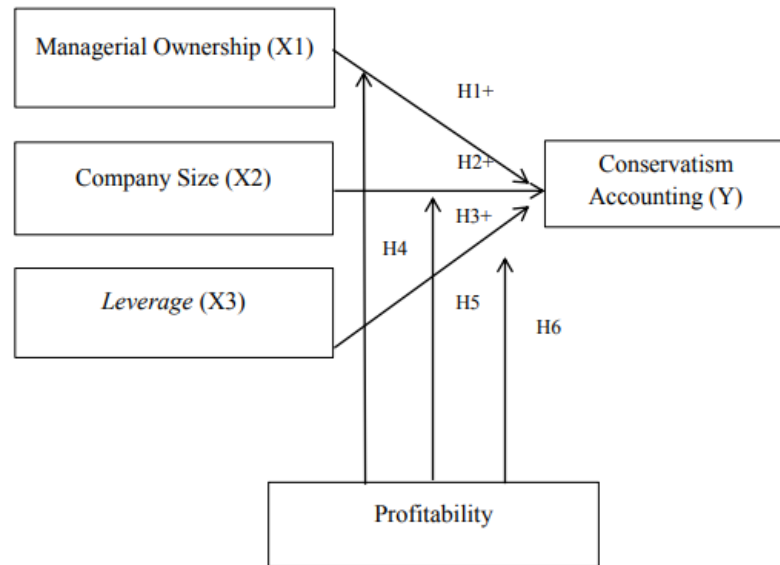 Managerial Ownership (X1)
H1+
Company Size (X2)
H2+
Conservatism
Accounting (Y)
H3+
H4
Leverage (X3)
H5
H6
Profitability